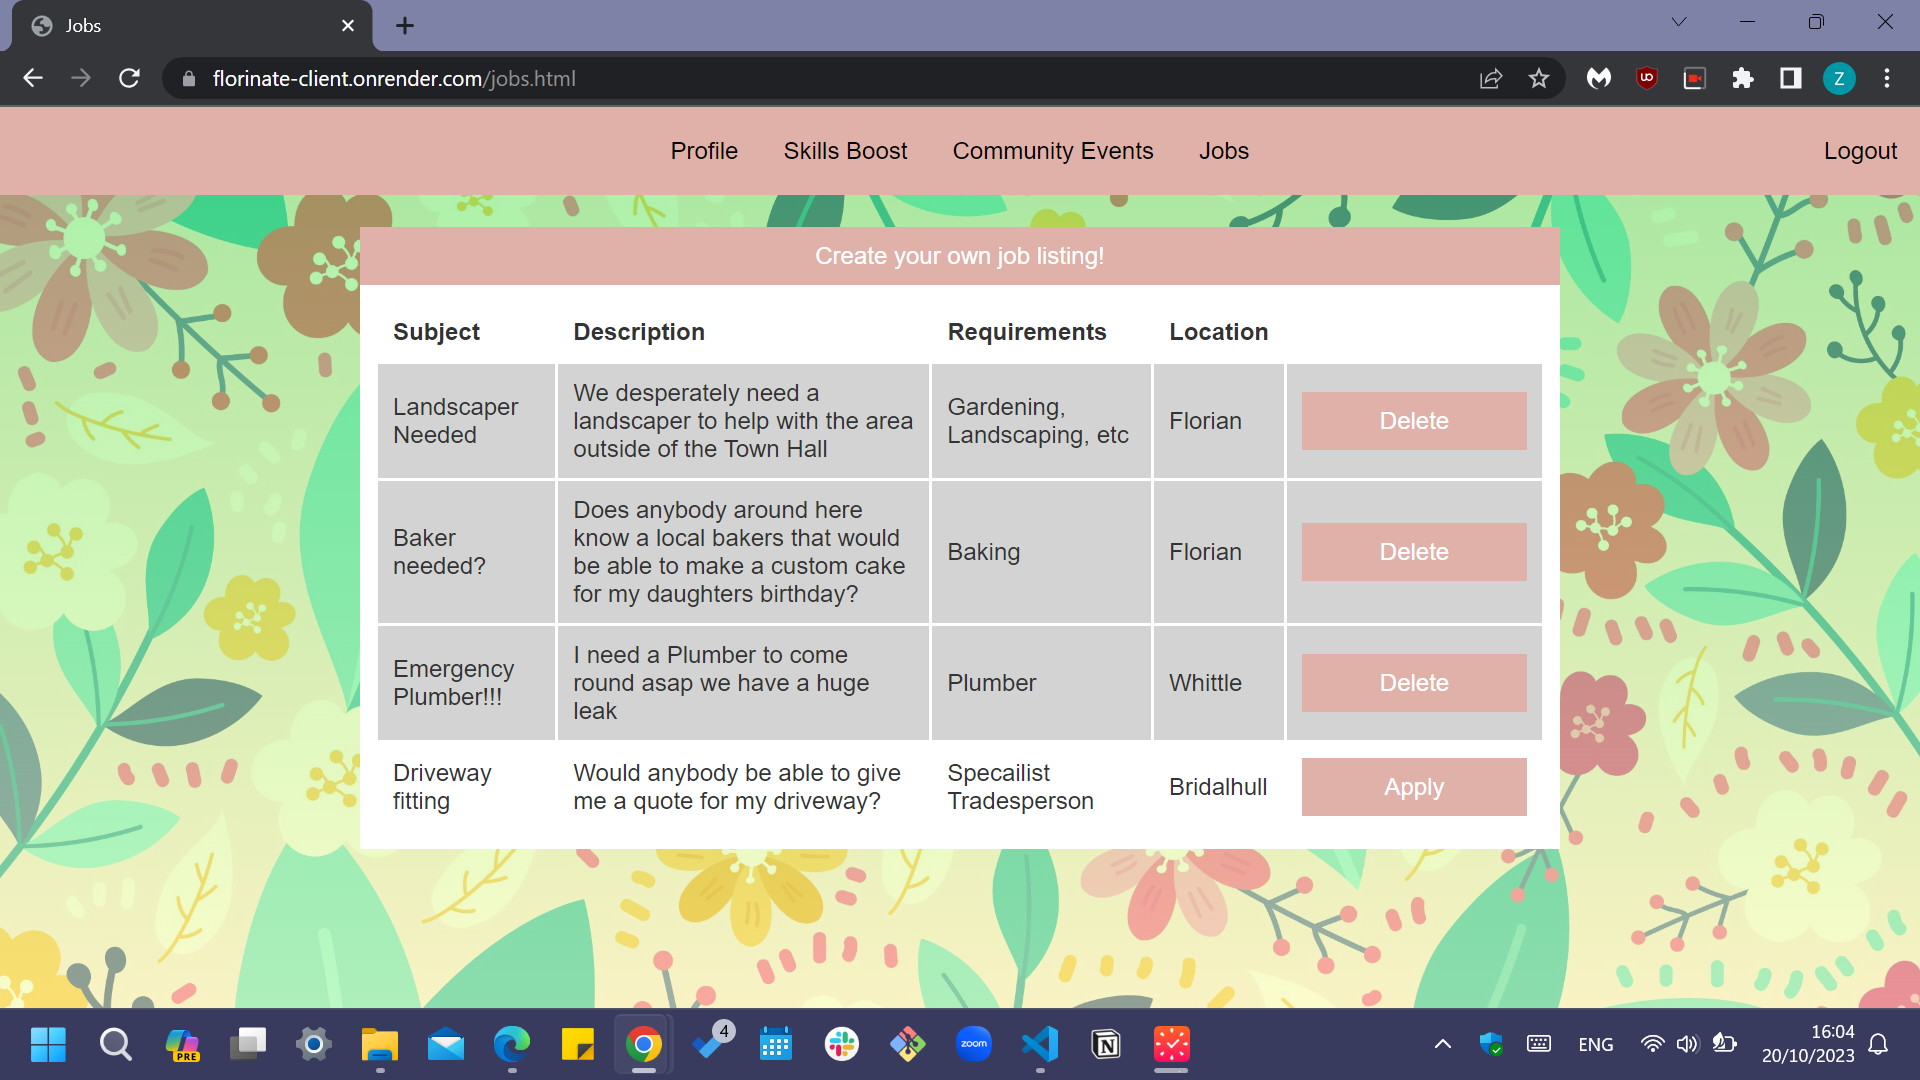 Jobs
florinate-client.onrender.com/jobs.html
Z
Profile Skills Boost Community Events Jobs Logout
Create your own job listing!
Subject Description Requirements Location
Landscaper
Needed
We desperately need a
landscaper to help with the area
outside of the Town Hall
Gardening,
Landscaping, etc
Florian
Delete
Baker
needed?
Does anybody around here
know a local bakers that would
be able to make a custom cake
for my daughters birthday?
Baking
Florian
Delete
Emergency
Plumber!!!
I need a Plumber to come
round asap we have a huge
leak
Plumber
Whittle
Delete
Driveway
fitting
Would anybody be able to give
me a quote for my driveway?
Specailist
Tradesperson
Bridalhull
Apply
PRE
4
zoom
N
ENG
16:04
20/10/2023